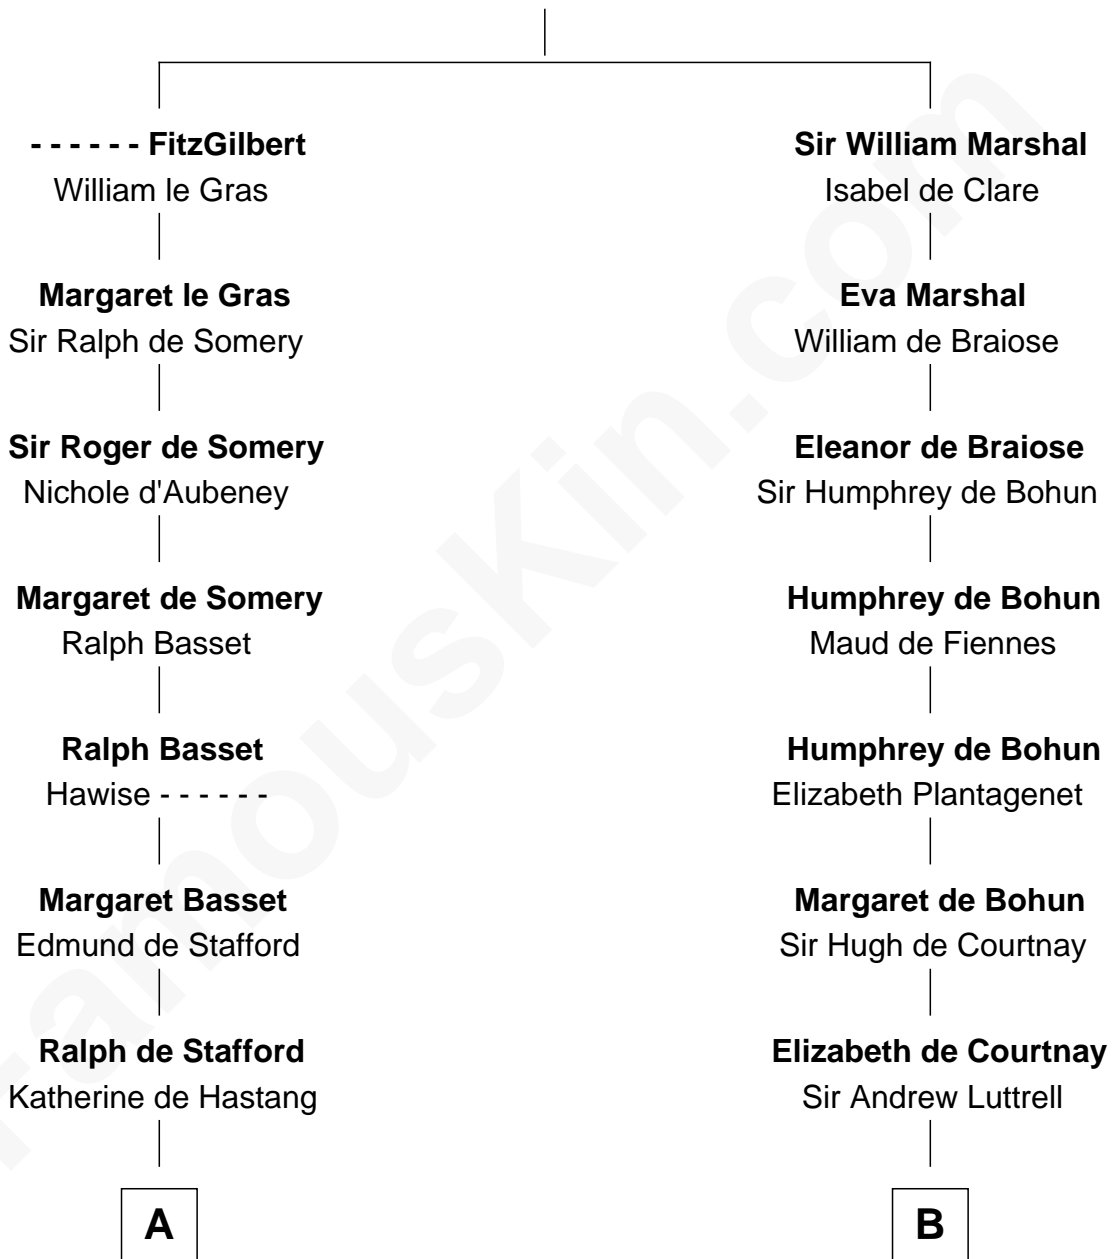 - - - - - - FitzGilbert
William le Gras
Margaret le Gras
Sir Ralph de Somery
Sir Roger de Somery
Nichole d'Aubeney
Margaret de Somery
Ralph Basset
Ralph Basset
Hawise - - - - - -
Margaret Basset
Edmund de Stafford
Ralph de Stafford
Katherine de Hastang
A
Sir William Marshal
Isabel de Clare
Eva Marshal
William de Braiose
Eleanor de Braiose
Sir Humphrey de Bohun
Humphrey de Bohun
Maud de Fiennes
Humphrey de Bohun
Elizabeth Plantagenet
Margaret de Bohun
Sir Hugh de Courtnay
Elizabeth de Courtnay
Sir Andrew Luttrell
B
FamousKin.com